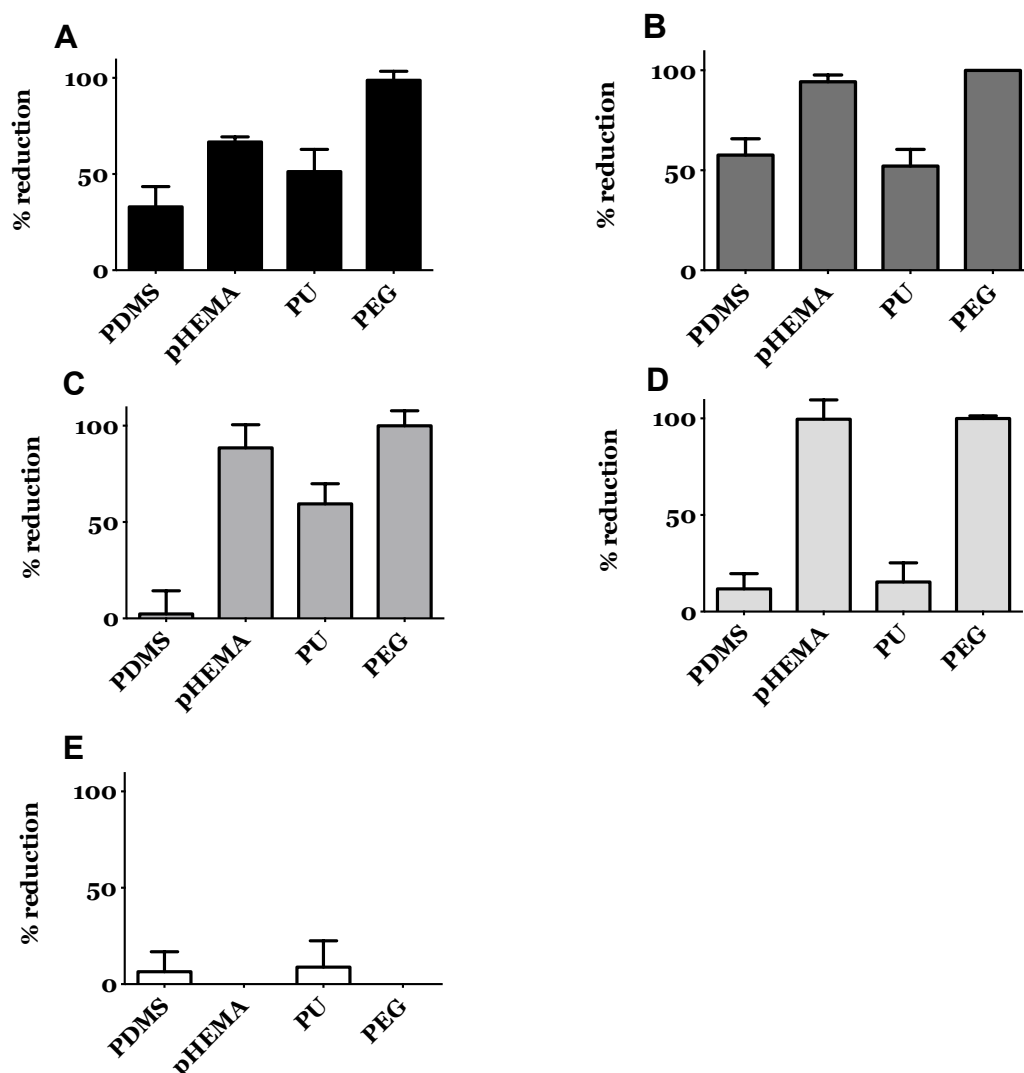 A
% reduction
100
50
0
PDMS
pHEMA
PU
PEG
B
% reduction
100
50
0
PDMS
pHEMA
PU
PEG
C
% reduction
100
50
0
PDMS
pHEMA
PU
PEG
D
% reduction
100
50
0
PDMS
pHEMA
PU
PEG
E
% reduction
100
50
0
PDMS
pHEMA
PU
PEG